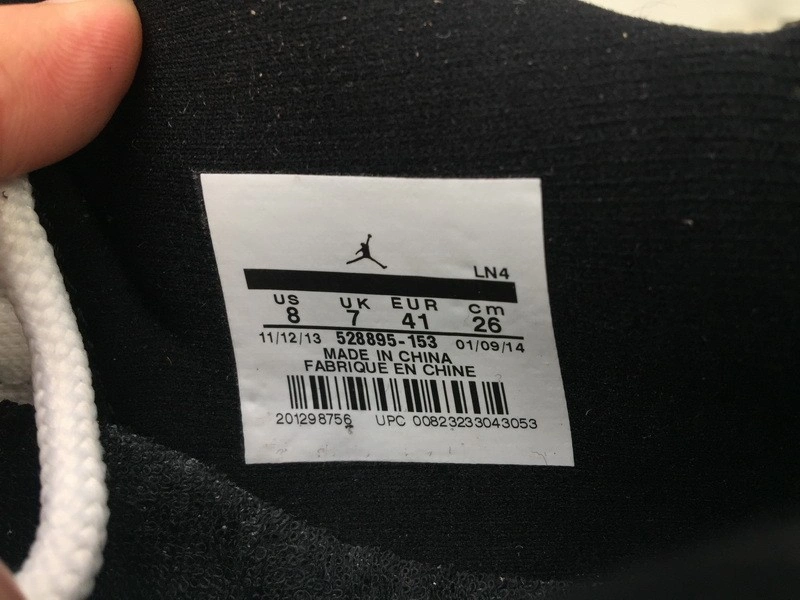 LN4
US UK EUR cm
8 7 41 26
11/12/13 528895-153 01/09/14
MADE IN CHINA
FABRIQUE EN CHINE
201298756 UPC 00823233043053